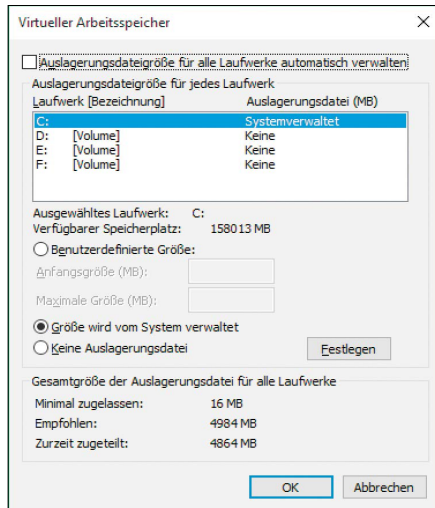 Virtueller Arbeitsspeicher
Auslagerungsdateigröße für alle Laufwerke automatisch verwalten
Auslagerungsdateigröße für jedes Laufwerk
Laufwerk [Bezeichnung] Auslagerungsdatei (MB)
C: Systemverwaltet
D: [Volume] Keine
E: [Volume] Keine
F: [Volume] Keine
Ausgewähltes Laufwerk: C:
Verfügbarer Speicherplatz: 158013 MB
Benutzerdefinierte Größe:
Anfangsgröße (MB):
Maximale Größe (MB):
Größe wird vom System verwaltet
Keine Auslagerungsdatei Festlegen
Gesamtgröße der Auslagerungsdatei für alle Laufwerke
Minimal zugelassen: 16 MB
Empfohlen: 4984 MB
Zurzeit zugeteilt: 4864 MB
OK Abbrechen